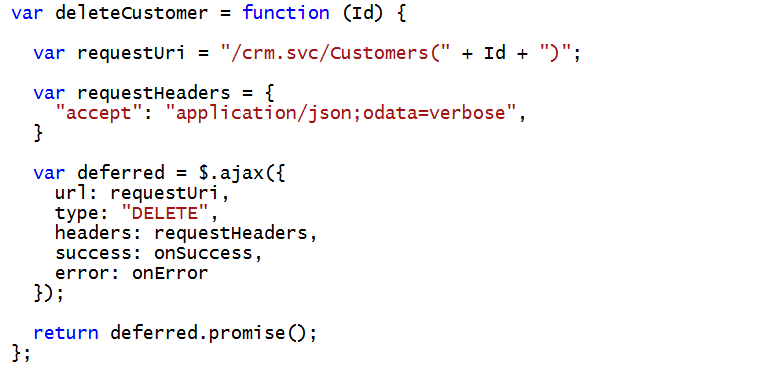 var deleteCustomer = function (Id) {
var requestUri = "/crm.svc/Customers(" + Id + ")";
var requestHeaders = {
"accept": "application/json;odata=verbose",
}
var deferred = $.ajax({
url: requestUri,
type: "DELETE",
headers: requestHeaders,
success: onSuccess,
error: onError
});
return deferred.promise();
};